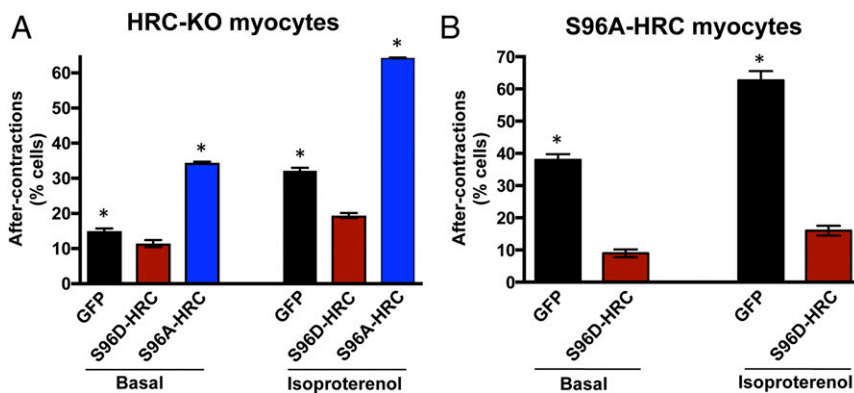 A
HRC-KO myocytes
After-contractions
(% cells)
60
50
40
30
20
10
0
*
*
*
*
GFP
S96D-HRC
S96A-HRC
GFP
S96D-HRC
S96A-HRC
Basal
Isoproterenol
B
S96A-HRC myocytes
After-contractions
(% cells)
70
60
50
40
30
20
10
0
*
*
GFP
S96D-HRC
GFP
S96D-HRC
Basal
Isoproterenol